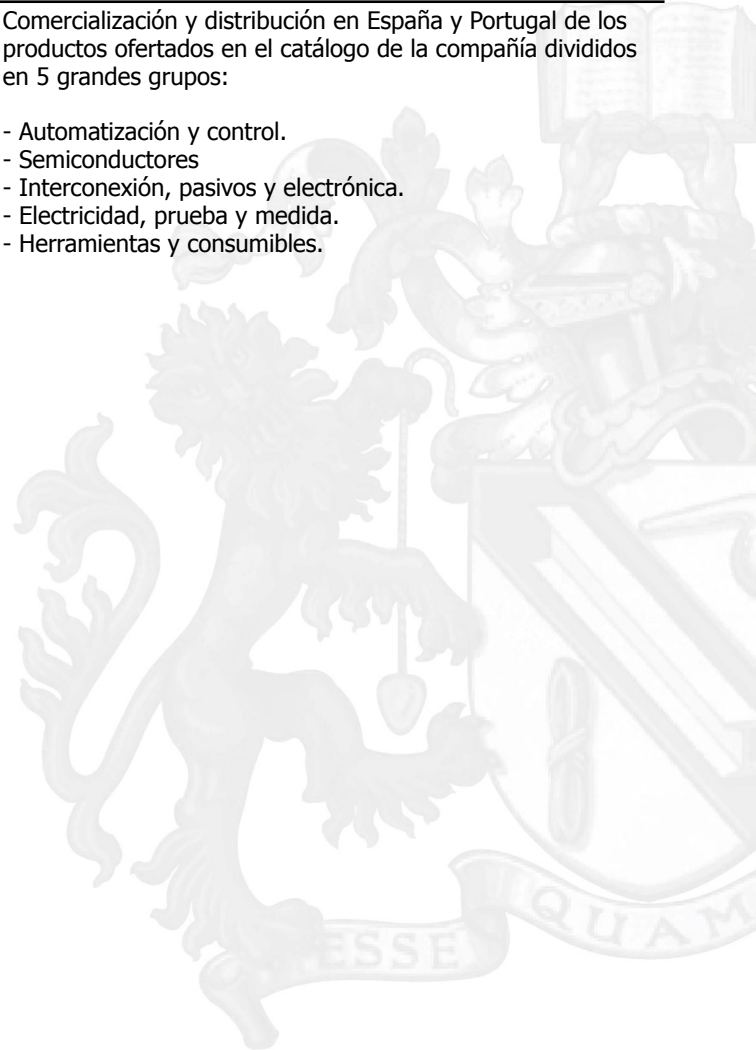 Comercialización y distribución en España y Portugal de los
productos ofertados en el catálogo de la compañía divididos
en 5 grandes grupos:
- Automatización y control.
- Semiconductores
- Interconexión, pasivos y electrónica.
- Electricidad, prueba y medida.
- Herramientas y consumibles.
ESSE QUAM